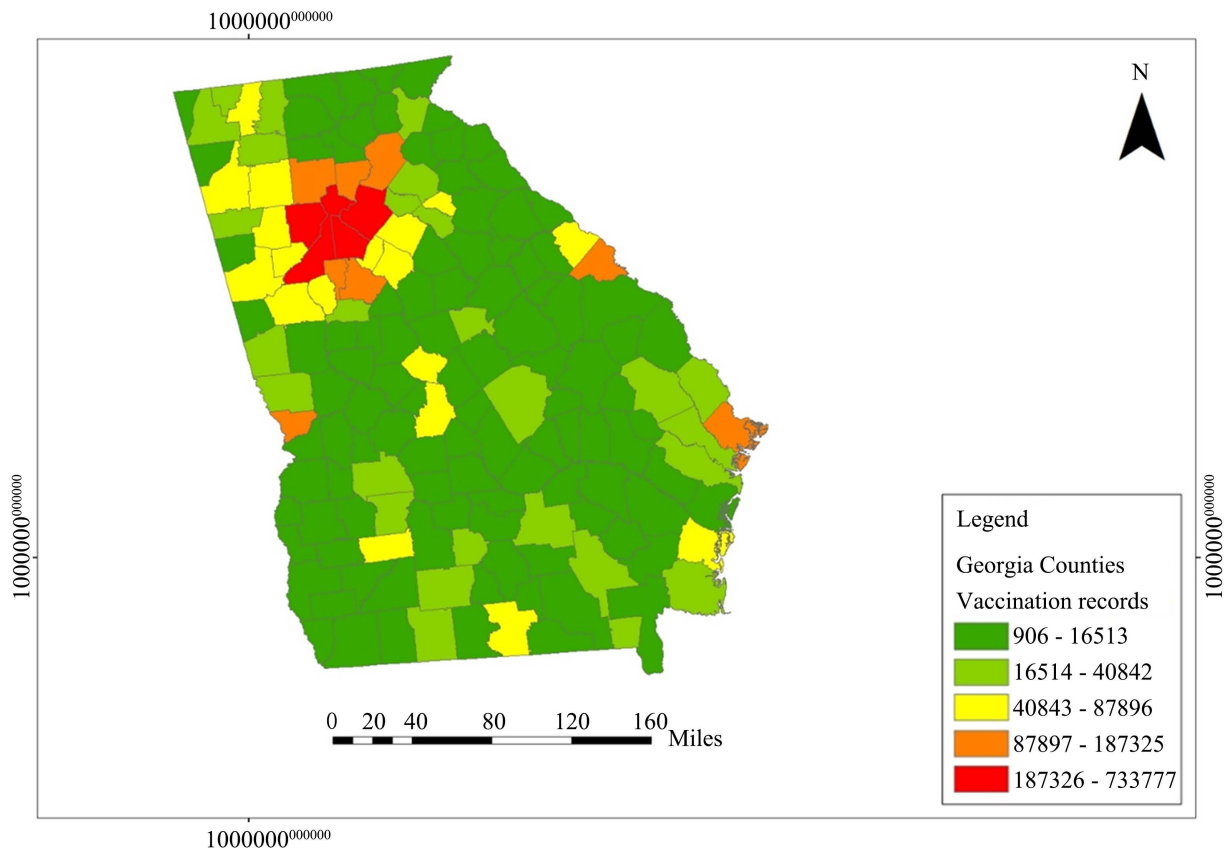 1000000⁰⁰⁰⁰⁰⁰
N
1000000⁰⁰⁰⁰⁰⁰
1000000⁰⁰⁰⁰⁰⁰
Legend
Georgia Counties
Vaccination records
906 - 16513
16514 - 40842
40843 - 87896
87897 - 187325
187326 - 733777
0 20 40 80 120 160 Miles
1000000⁰⁰⁰⁰⁰⁰